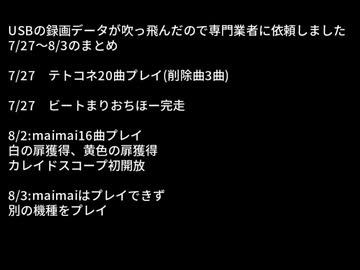 USBの録画データが吹っ飛んだので専門業者に依頼しました
7/27～8/3のまとめ
7/27　テトコネ20曲プレイ(削除曲3曲)
7/27　ビートまりおちほー完走
8/2:maimai16曲プレイ
白の扉獲得、黄色の扉獲得
カレイドスコープ初開放
8/3:maimaiはプレイできず
別の機種をプレイ